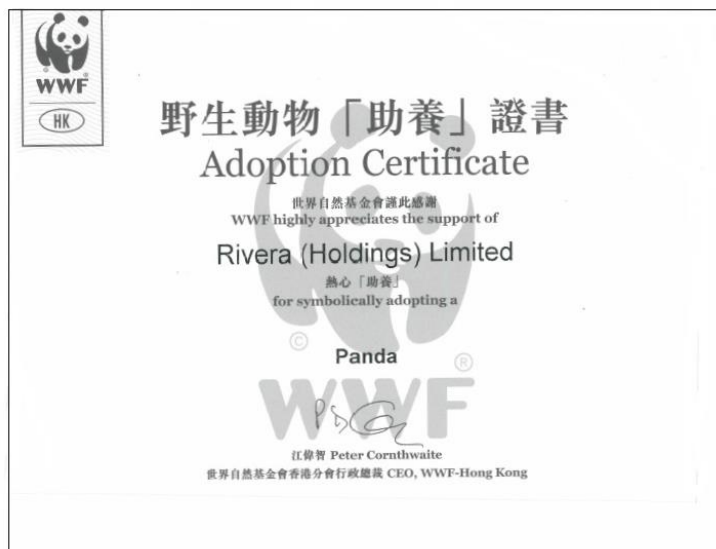 WWF
HK
野生動物「助養」證書
Adoption Certificate
世界自然基金會謹此感謝
WWF highly appreciates the support of
Rivera (Holdings) Limited
熱心「助養」
for symbolically adopting a
Panda
©
®
WWF
江偉智 Peter Cornthwaite
世界自然基金會香港分會行政總裁 CEO, WWF-Hong Kong